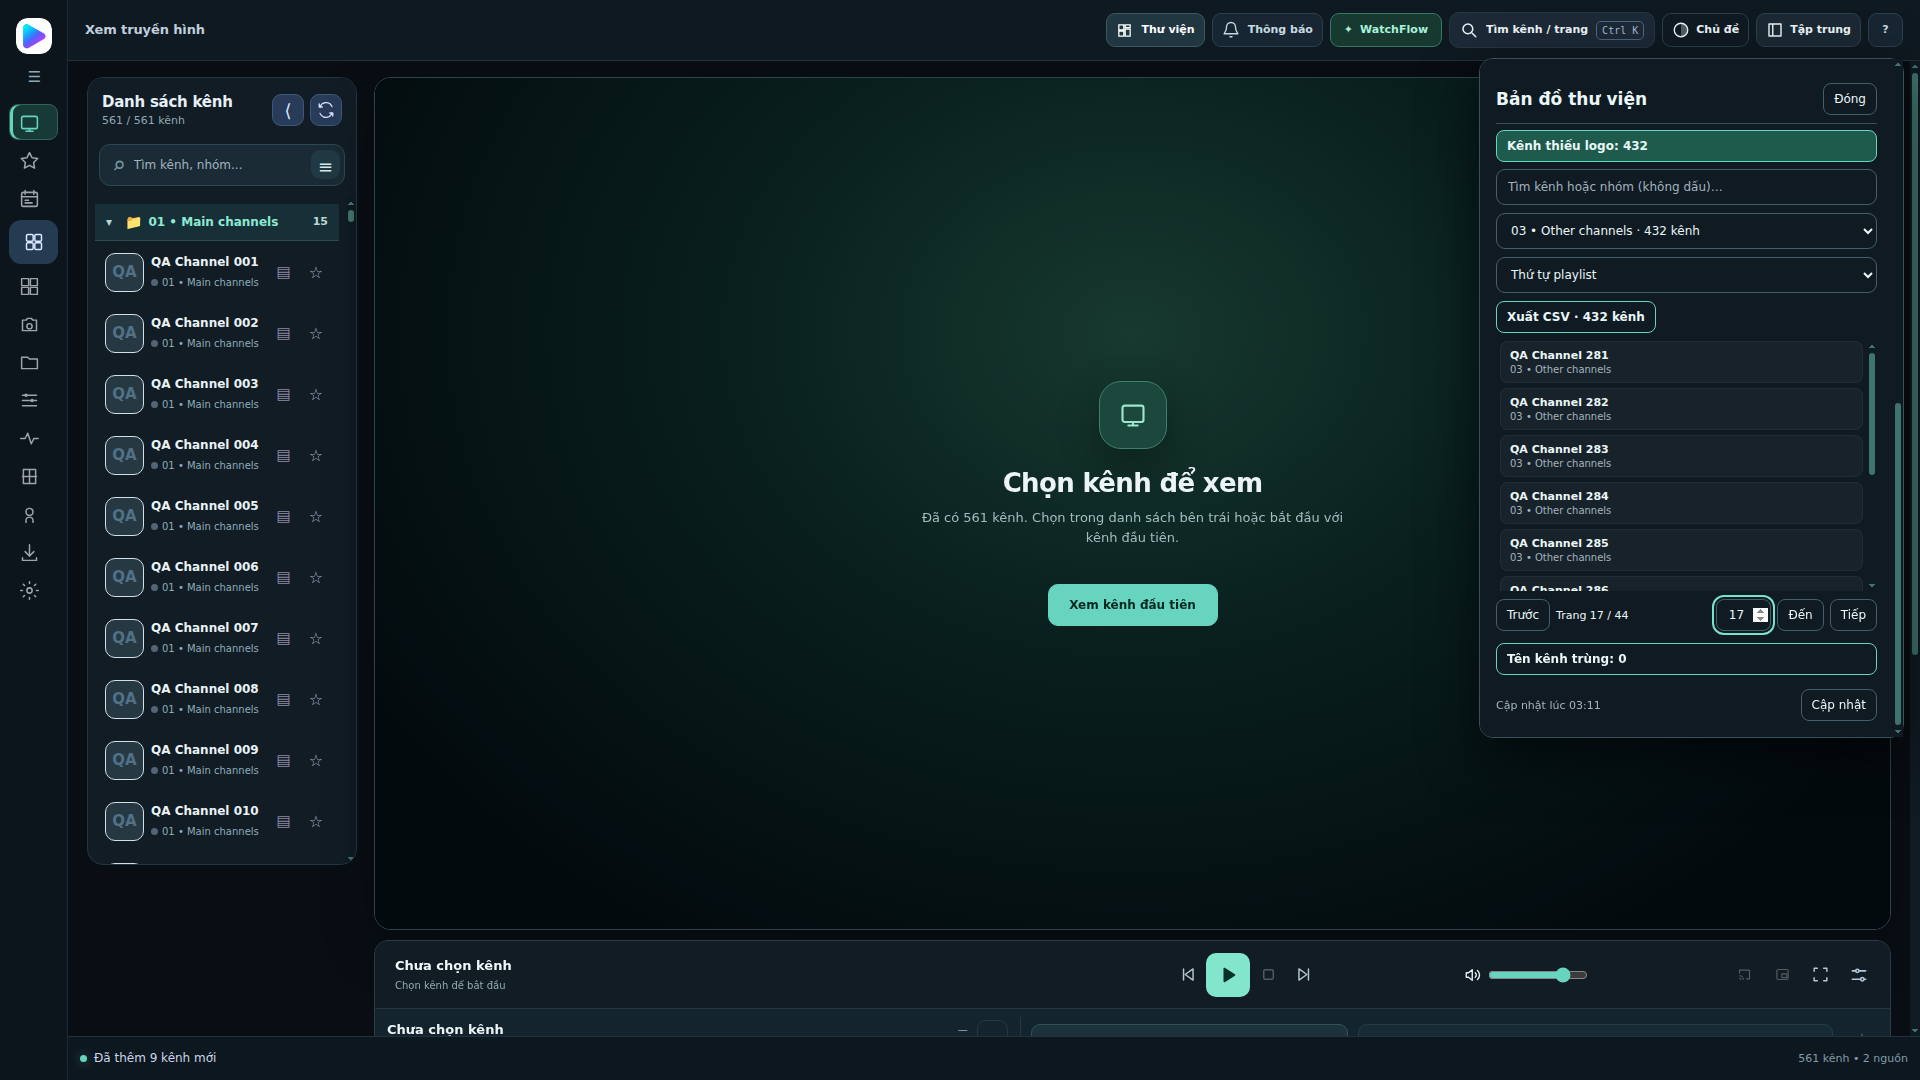 Xem truyền hình
Thư viện
Thông báo
WatchFlow
Tìm kênh / trang
Ctrl K
Chủ đề
Tập trung
?
Danh sách kênh
561 / 561 kênh
Tìm kênh, nhóm...
01 • Main channels
15
QA
QA Channel 001
01 • Main channels
QA
QA Channel 002
01 • Main channels
QA
QA Channel 003
01 • Main channels
QA
QA Channel 004
01 • Main channels
QA
QA Channel 005
01 • Main channels
QA
QA Channel 006
01 • Main channels
QA
QA Channel 007
01 • Main channels
QA
QA Channel 008
01 • Main channels
QA
QA Channel 009
01 • Main channels
QA
QA Channel 010
01 • Main channels
Chọn kênh để xem
Đã có 561 kênh. Chọn trong danh sách bên trái hoặc bắt đầu với
kênh đầu tiên.
Xem kênh đầu tiên
Bản đồ thư viện
Đóng
Kênh thiếu logo: 432
Tìm kênh hoặc nhóm (không dấu)...
03 • Other channels · 432 kênh
Thứ tự playlist
Xuất CSV · 432 kênh
QA Channel 281
03 • Other channels
QA Channel 282
03 • Other channels
QA Channel 283
03 • Other channels
QA Channel 284
03 • Other channels
QA Channel 285
03 • Other channels
QA Channel 286
Trước
Trang 17 / 44
17
Đến
Tiếp
Tên kênh trùng: 0
Cập nhật lúc 03:11
Cập nhật
Chưa chọn kênh
Chọn kênh để bắt đầu
Chưa chọn kênh
Đã thêm 9 kênh mới
561 kênh • 2 nguồn